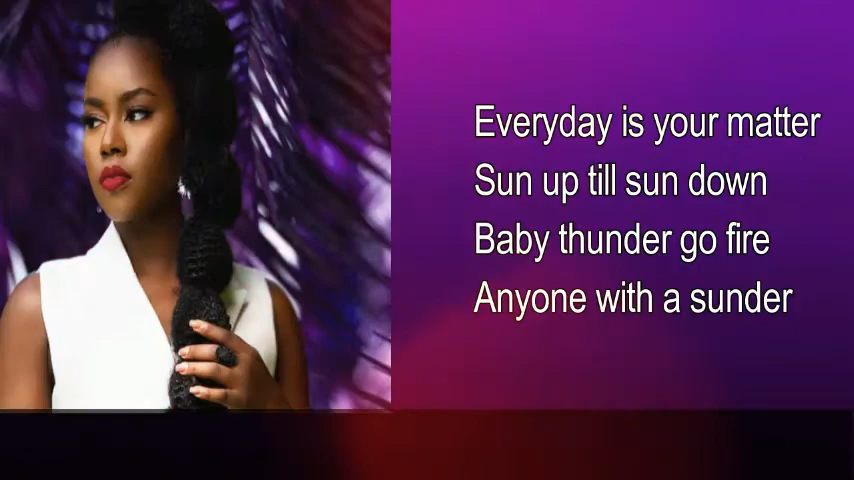 Everyday is your matter
Sun up till sun down
Baby thunder go fire
Anyone with a sunder